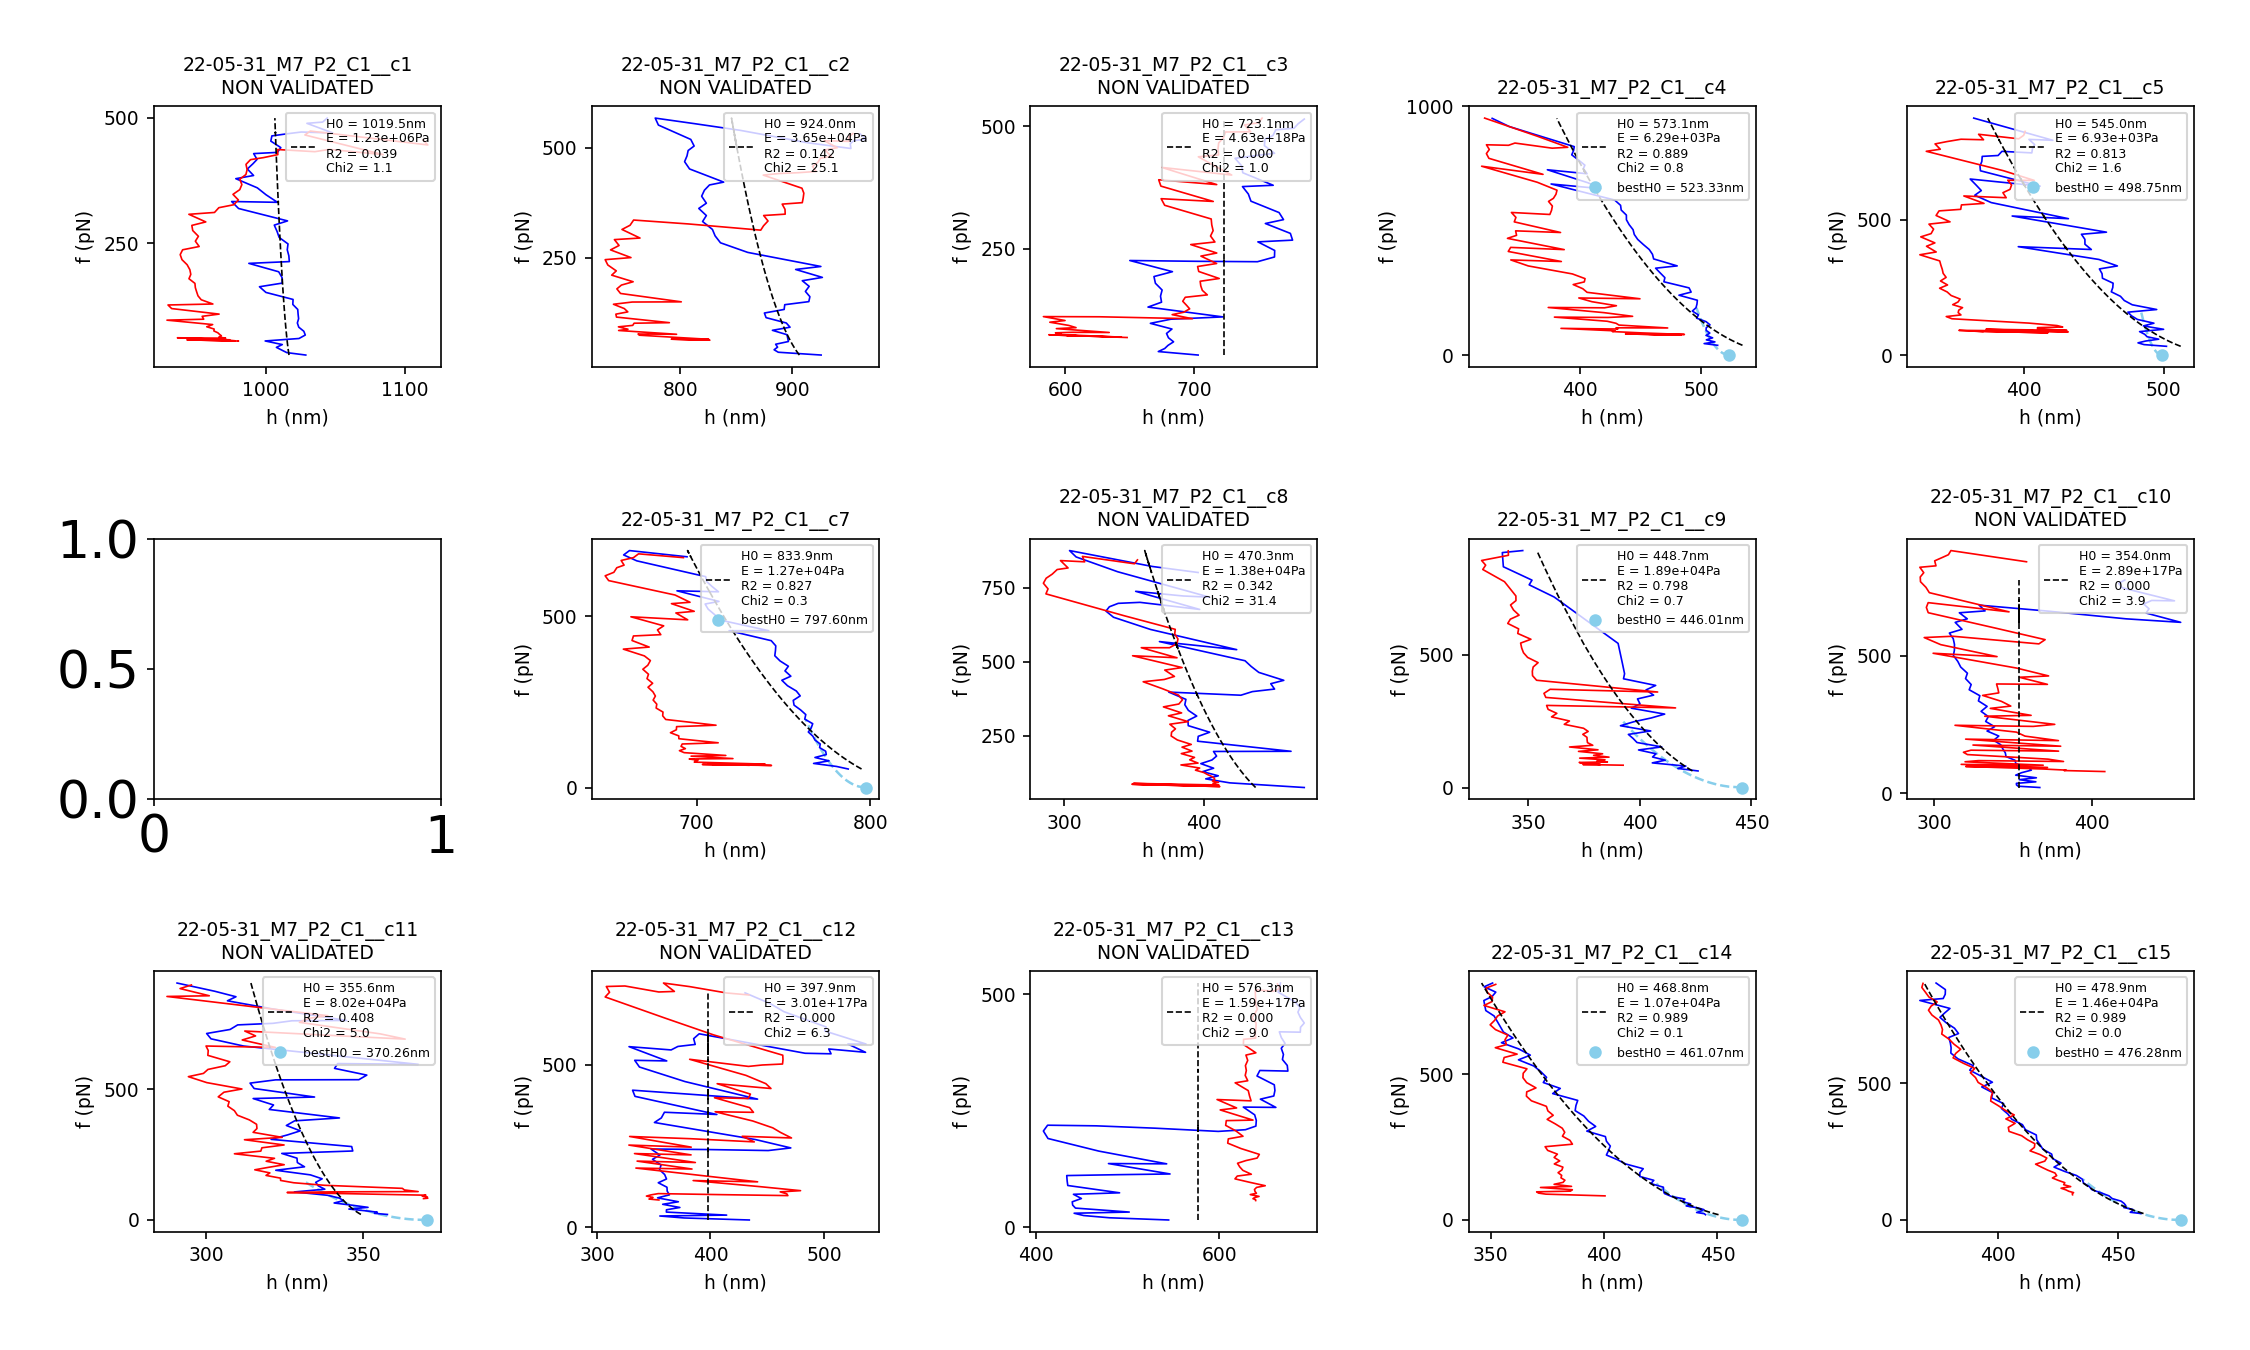 22-05-31_M7_P2_C1__c1
NON VALIDATED
H0 = 1019.5nm
E = 1.23e+06Pa
R2 = 0.039
Chi2 = 1.1
500
250
f (pN)
1000
1100
h (nm)
22-05-31_M7_P2_C1__c2
NON VALIDATED
H0 = 924.0nm
E = 3.65e+04Pa
R2 = 0.142
Chi2 = 25.1
500
250
f (pN)
800
900
h (nm)
22-05-31_M7_P2_C1__c3
NON VALIDATED
H0 = 723.1nm
E = 4.63e+18Pa
R2 = 0.000
Chi2 = 1.0
500
250
f (pN)
600
700
h (nm)
22-05-31_M7_P2_C1__c4
H0 = 573.1nm
E = 6.29e+03Pa
R2 = 0.889
Chi2 = 0.8
bestH0 = 523.33nm
1000
0
f (pN)
400
500
h (nm)
22-05-31_M7_P2_C1__c5
H0 = 545.0nm
E = 6.93e+03Pa
R2 = 0.813
Chi2 = 1.6
bestH0 = 498.75nm
500
0
f (pN)
400
500
h (nm)
1.0
0.5
0.0
0
1
22-05-31_M7_P2_C1__c7
H0 = 833.9nm
E = 1.27e+04Pa
R2 = 0.827
Chi2 = 0.3
bestH0 = 797.60nm
500
0
f (pN)
700
800
h (nm)
22-05-31_M7_P2_C1__c8
NON VALIDATED
H0 = 470.3nm
E = 1.38e+04Pa
R2 = 0.342
Chi2 = 31.4
750
500
250
f (pN)
300
400
h (nm)
22-05-31_M7_P2_C1__c9
H0 = 448.7nm
E = 1.89e+04Pa
R2 = 0.798
Chi2 = 0.7
bestH0 = 446.01nm
500
0
f (pN)
350
400
450
h (nm)
22-05-31_M7_P2_C1__c10
NON VALIDATED
H0 = 354.0nm
E = 2.89e+17Pa
R2 = 0.000
Chi2 = 3.9
500
0
f (pN)
300
400
h (nm)
22-05-31_M7_P2_C1__c11
NON VALIDATED
H0 = 355.6nm
E = 8.02e+04Pa
R2 = 0.408
Chi2 = 5.0
bestH0 = 370.26nm
500
0
f (pN)
300
350
h (nm)
22-05-31_M7_P2_C1__c12
NON VALIDATED
H0 = 397.9nm
E = 3.01e+17Pa
R2 = 0.000
Chi2 = 6.3
500
0
f (pN)
300
400
500
h (nm)
22-05-31_M7_P2_C1__c13
NON VALIDATED
H0 = 576.3nm
E = 1.59e+17Pa
R2 = 0.000
Chi2 = 9.0
500
0
f (pN)
400
600
h (nm)
22-05-31_M7_P2_C1__c14
H0 = 468.8nm
E = 1.07e+04Pa
R2 = 0.989
Chi2 = 0.1
bestH0 = 461.07nm
500
0
f (pN)
350
400
450
h (nm)
22-05-31_M7_P2_C1__c15
H0 = 478.9nm
E = 1.46e+04Pa
R2 = 0.989
Chi2 = 0.0
bestH0 = 476.28nm
500
0
f (pN)
400
450
h (nm)